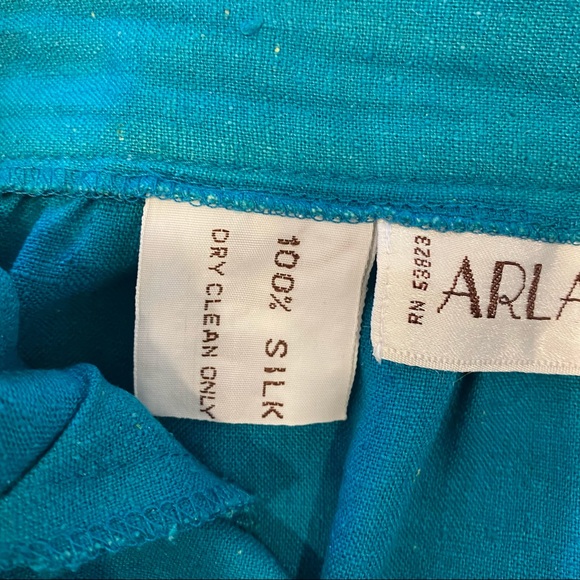 100% SILK
DRY CLEAN ONLY
RN 53823
ARLA